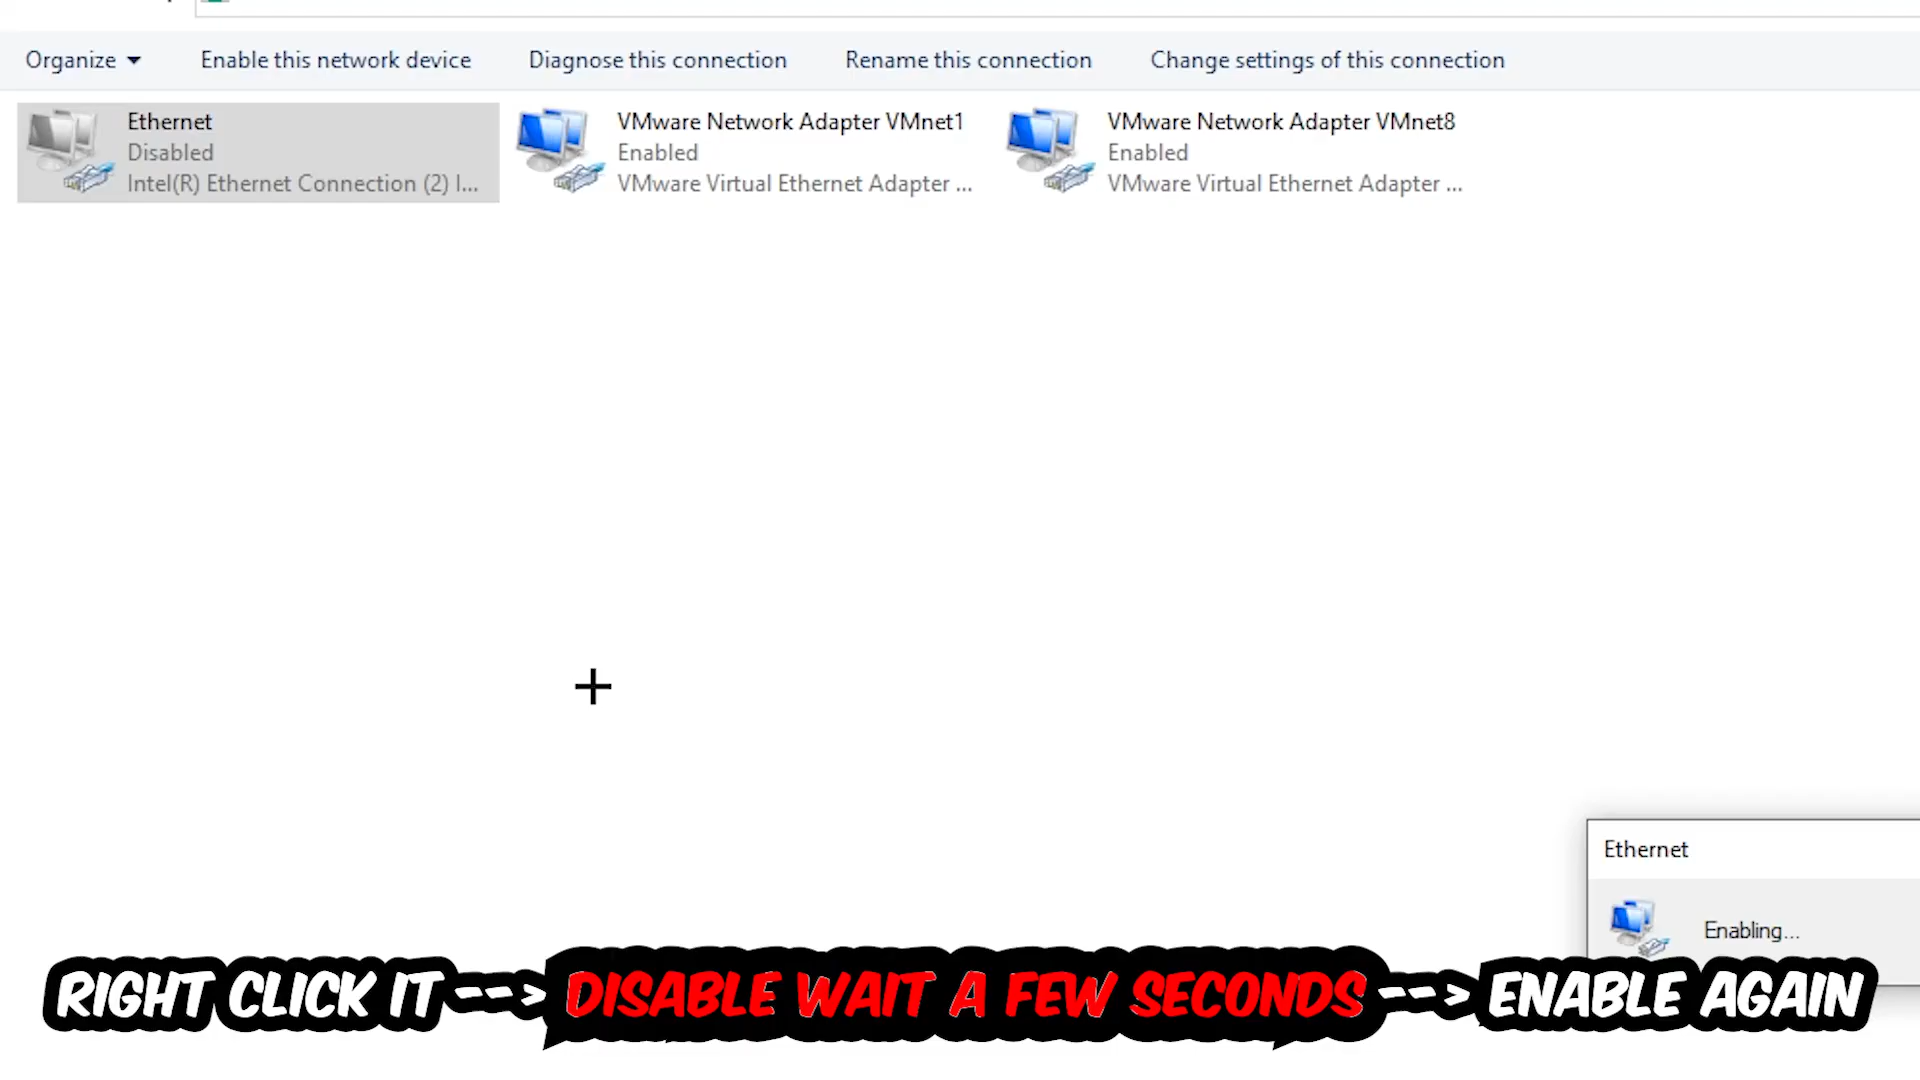 Organize Enable this network device Diagnose this connection Rename this connection Change settings of this connection
Ethernet
Disabled
Intel(R) Ethernet Connection (2) I...
VMware Network Adapter VMnet1
Enabled
VMware Virtual Ethernet Adapter ...
VMware Network Adapter VMnet8
Enabled
VMware Virtual Ethernet Adapter ...
Ethernet
Enabling...
RIGHT CLICK IT --> DISABLE WAIT A FEW SECONDS --> ENABLE AGAIN